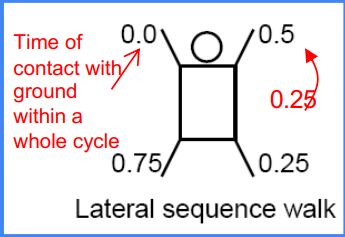 0.0
0.5
Time of
contact with
ground
within a
whole cycle
0.25
0.75
0.25
Lateral sequence walk